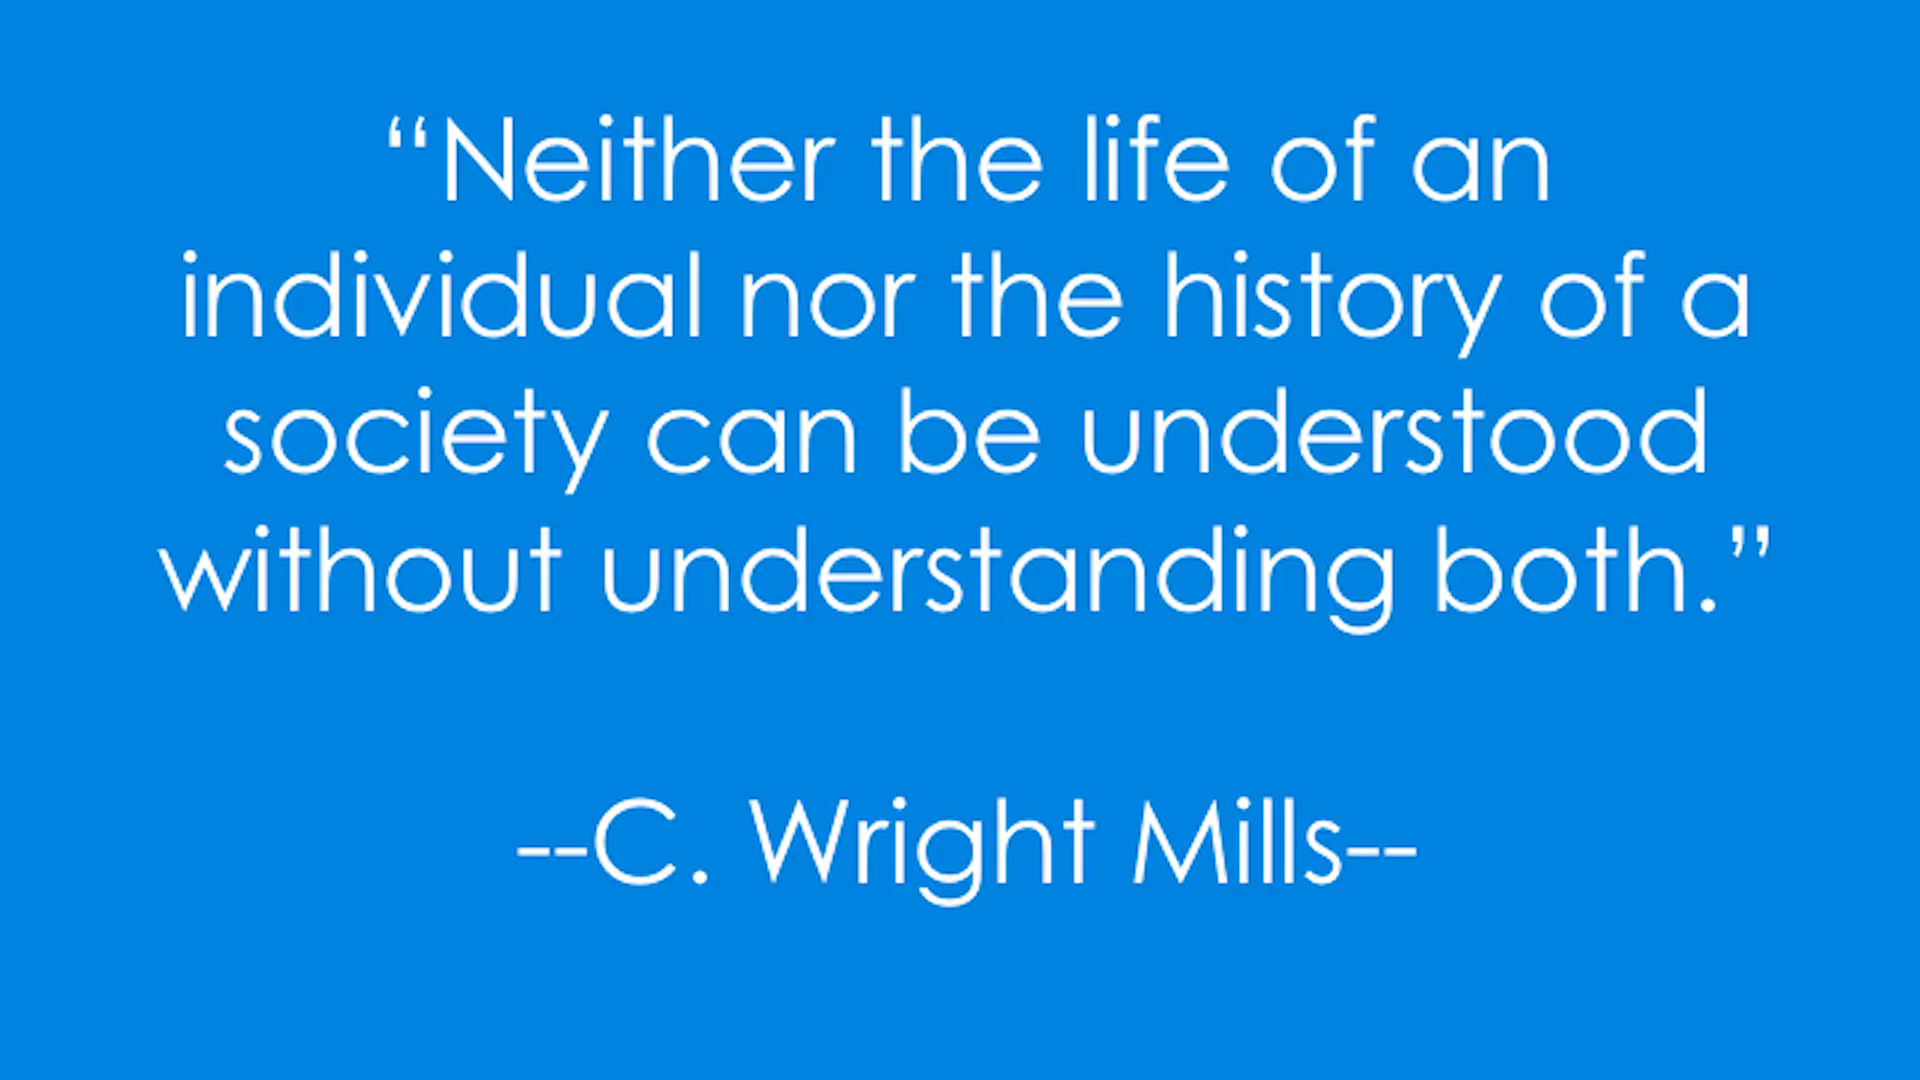 “Neither the life of an
individual nor the history of a
society can be understood
without understanding both.”
--C. Wright Mills--